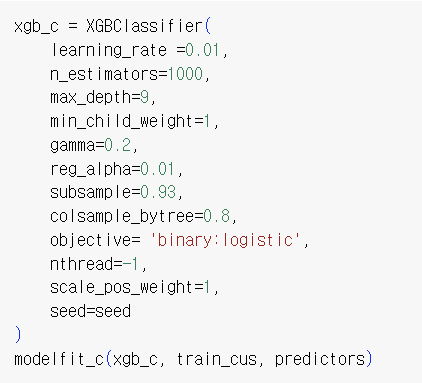 xgb_c = XGBClassifier(
    learning_rate =0.01,
    n_estimators=1000,
    max_depth=9,
    min_child_weight=1,
    gamma=0.2,
    reg_alpha=0.01,
    subsample=0.93,
    colsample_bytree=0.8,
    objective= 'binary:logistic',
    nthread=-1,
    scale_pos_weight=1,
    seed=seed
)
modelfit_c(xgb_c, train_cus, predictors)